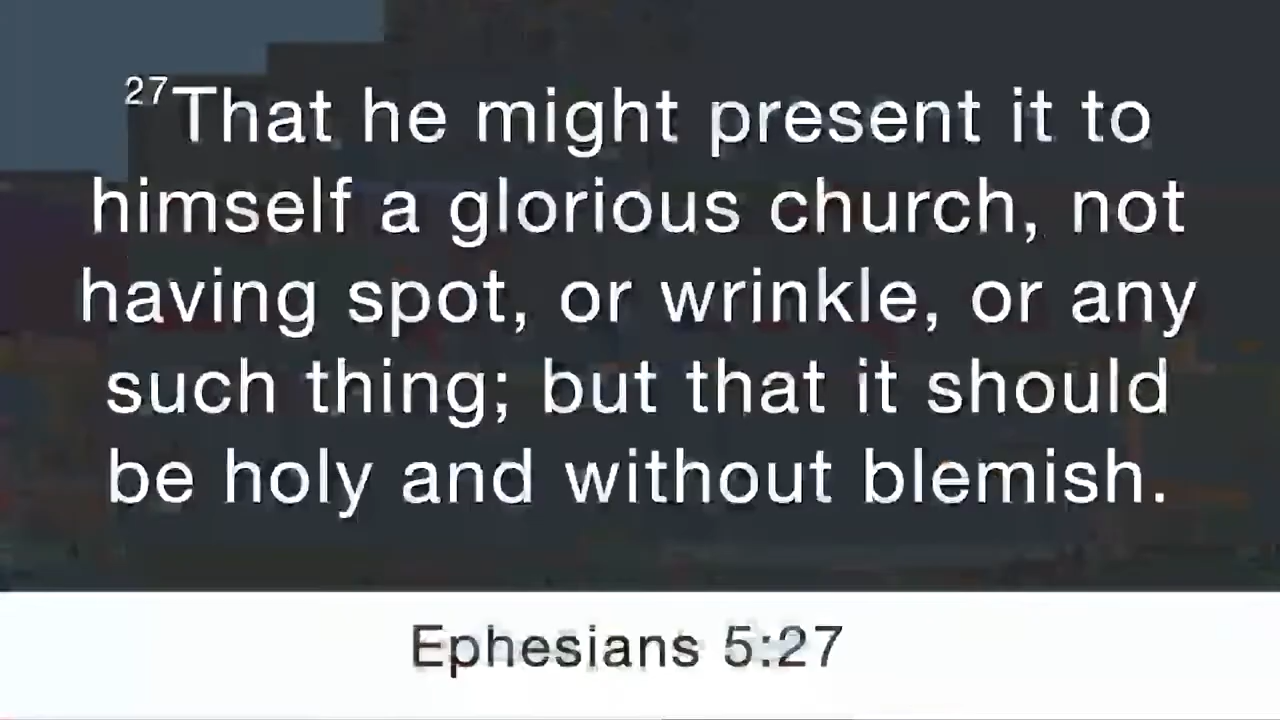 27That he might present it to
himself a glorious church, not
having spot, or wrinkle, or any
such thing; but that it should
be holy and without blemish.
Ephesians 5:27